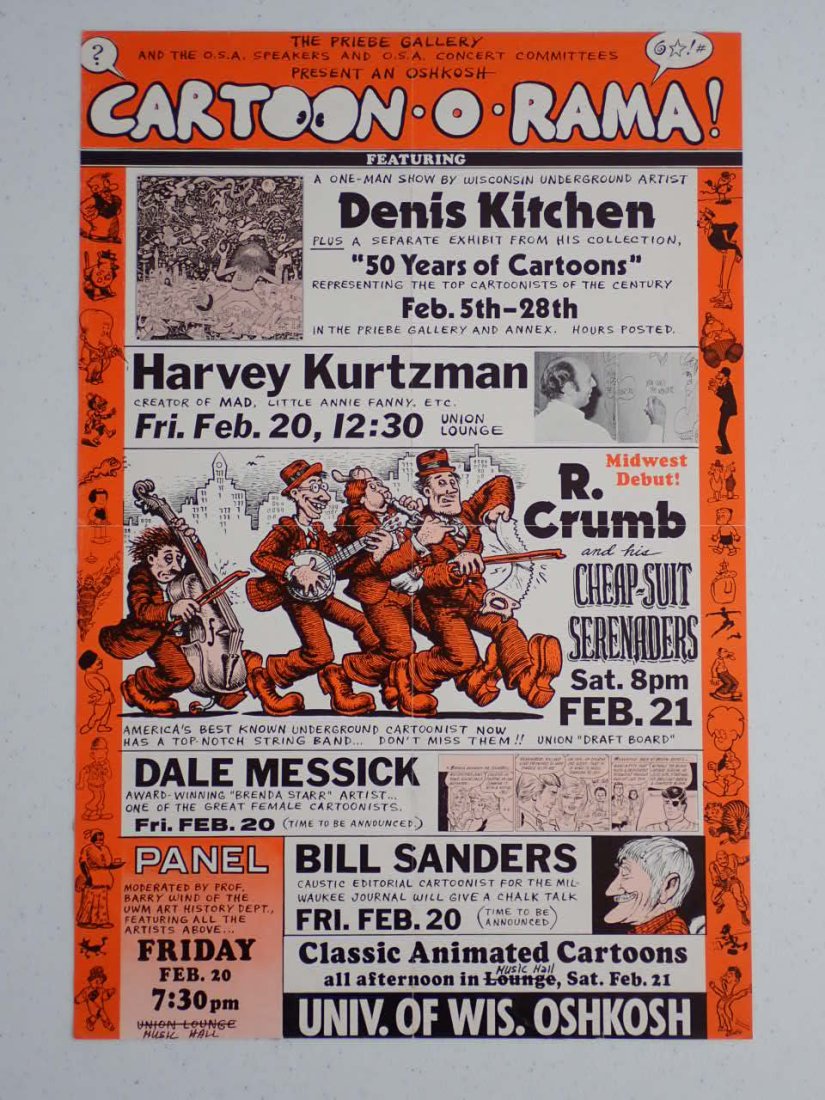 THE PRIEBE GALLERY
AND THE O.S.A. SPEAKERS AND O.S.A. CONCERT COMMITTEES
PRESENT AN OSHKOSH
?
@☆!#
CARTOON·O·RAMA!
FEATURING
A ONE-MAN SHOW BY WISCONSIN UNDERGROUND ARTIST
Denis Kitchen
PLUS A SEPARATE EXHIBIT FROM HIS COLLECTION,
"50 Years of Cartoons"
REPRESENTING THE TOP CARTOONISTS OF THE CENTURY
Feb. 5th-28th
IN THE PRIEBE GALLERY AND ANNEX. HOURS POSTED.
Harvey Kurtzman
CREATOR OF MAD, LITTLE ANNIE FANNY, ETC.
Fri. Feb. 20, 12:30 UNION
LOUNGE
Midwest
Debut!
R.
Crumb
and his
CHEAP-SUIT
SERENADERS
Sat. 8pm
FEB. 21
UNION "DRAFT BOARD"
AMERICA'S BEST KNOWN UNDERGROUND CARTOONIST NOW
HAS A TOP-NOTCH STRING BAND... DON'T MISS THEM!!
DALE MESSICK
AWARD-WINNING "BRENDA STARR" ARTIST...
ONE OF THE GREAT FEMALE CARTOONISTS.
Fri. FEB. 20 (TIME TO BE ANNOUNCED)
PANEL
MODERATED BY PROF.
BARRY WIND OF THE
UWM ART HISTORY DEPT.,
FEATURING ALL THE
ARTISTS ABOVE...
FRIDAY
FEB. 20
7:30pm
UNION LOUNGE
MUSIC HALL
BILL SANDERS
CAUSTIC EDITORIAL CARTOONIST FOR THE MIL-
WAUKEE JOURNAL WILL GIVE A CHALK TALK
FRI. FEB. 20 (TIME TO BE
ANNOUNCED)
Classic Animated Cartoons
MUSIC Hall
all afternoon in Lounge, Sat. Feb. 21
UNIV. OF WIS. OSHKOSH